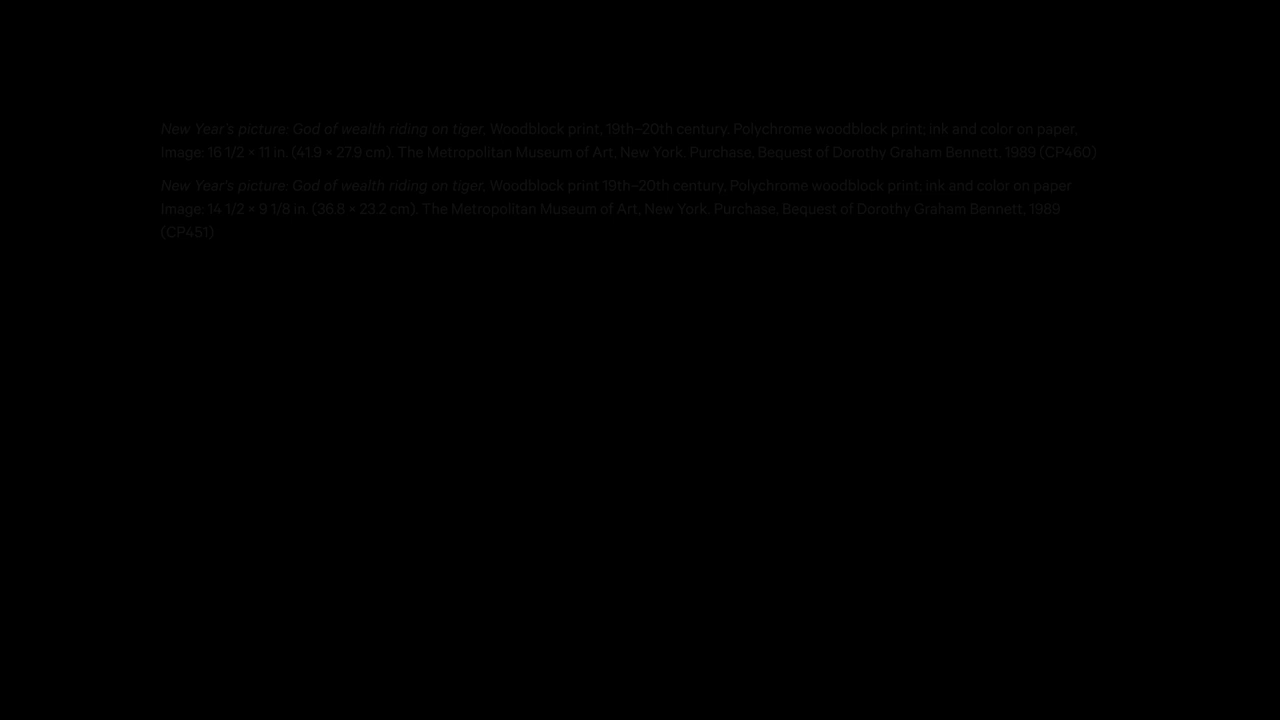 New Year's picture: God of wealth riding on tiger, Woodblock print, 19th–20th century. Polychrome woodblock print; ink and color on paper,
Image: 16 1/2 × 11 in. (41.9 × 27.9 cm). The Metropolitan Museum of Art, New York. Purchase, Bequest of Dorothy Graham Bennett, 1989 (CP460)
New Year's picture: God of wealth riding on tiger, Woodblock print 19th–20th century, Polychrome woodblock print; ink and color on paper
Image: 14 1/2 × 9 1/8 in. (36.8 × 23.2 cm). The Metropolitan Museum of Art, New York. Purchase, Bequest of Dorothy Graham Bennett, 1989
(CP451)